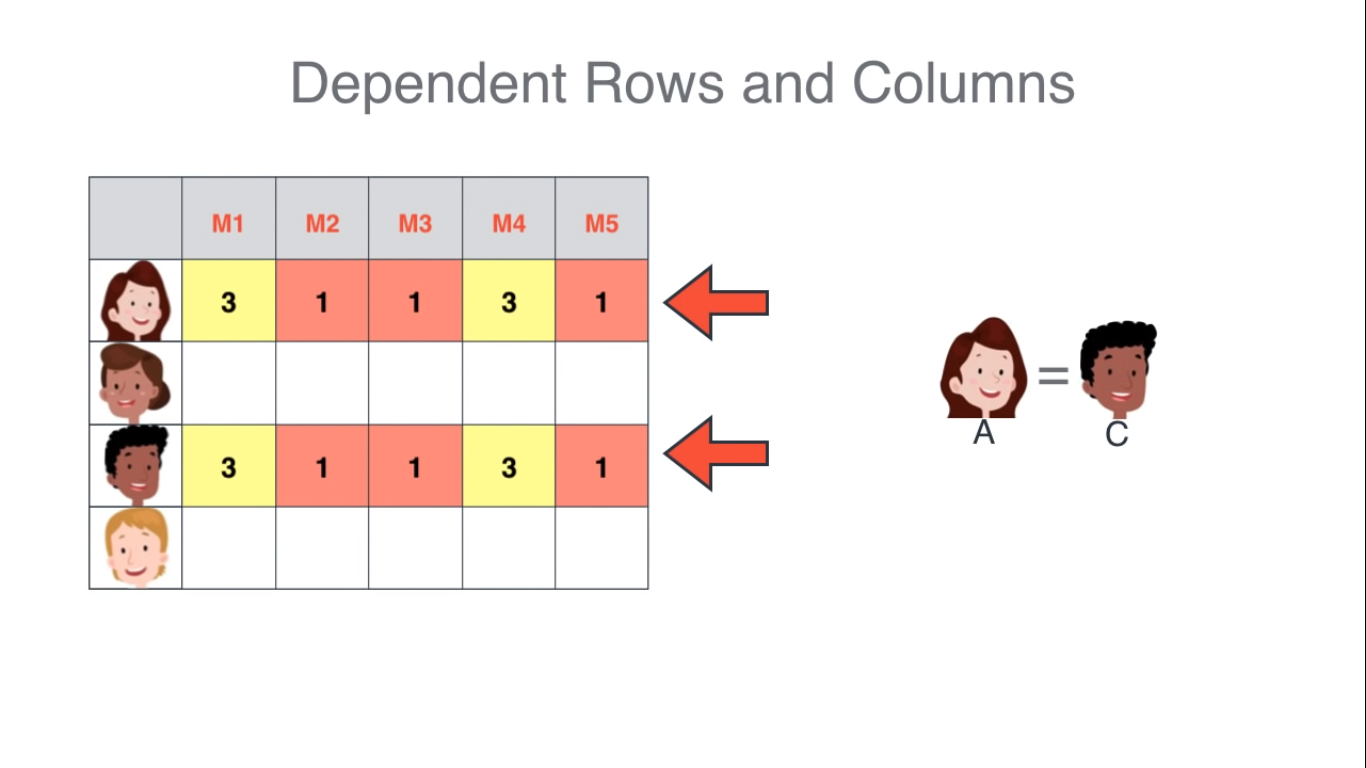 Dependent Rows and Columns
M1 M2 M3 M4 M5
3 1 1 3 1
3 1 1 3 1
=
A C